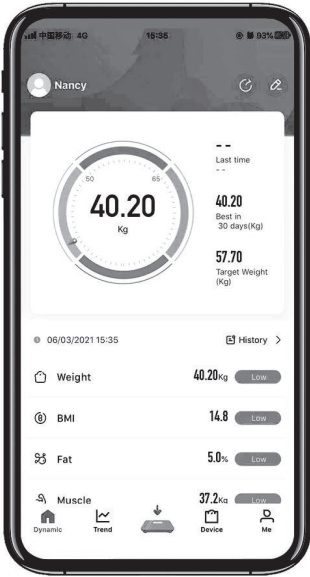 中国移动 4G 15:35 93%
Nancy
50 65
40.20
Kg
--
Last time
--
40.20
Best in
30 days(Kg)
57.70
Target Weight
(Kg)
06/03/2021 15:35 History >
Weight 40.20Kg Low
BMI 14.8 Low
Fat 5.0% Low
Muscle 37.2Kg Low
Dynamic Trend Device Me